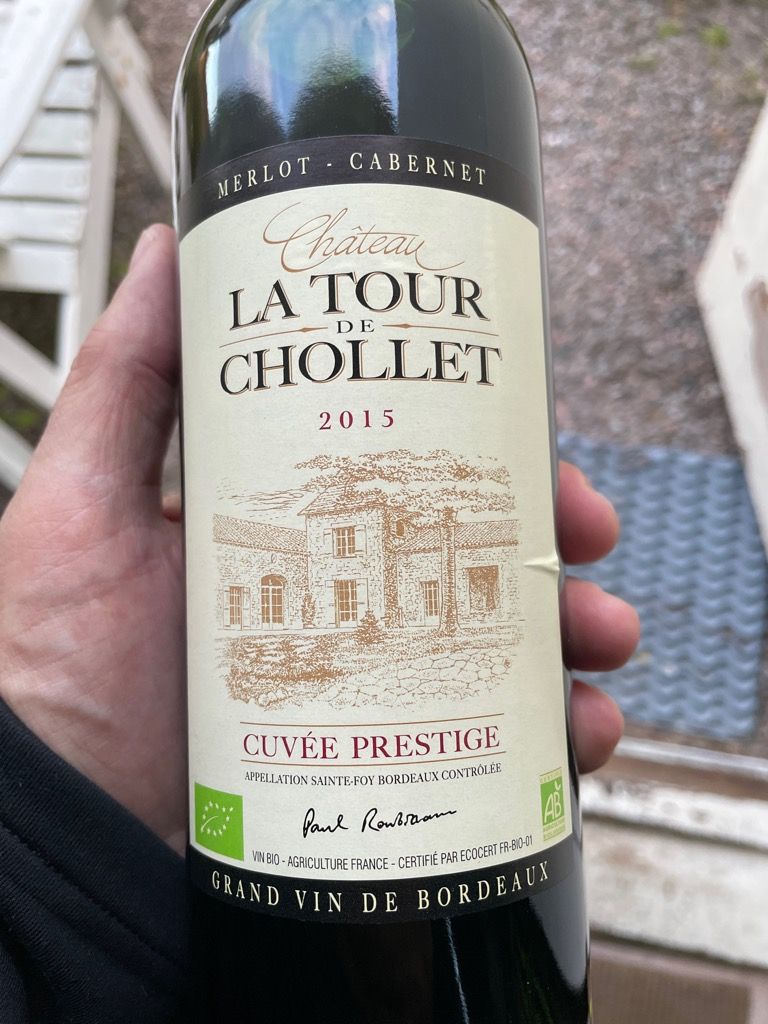 MERLOT - CABERNET
Château
LA TOUR
DE
CHOLLET
2015
CUVÉE PRESTIGE
APPELLATION SAINTE-FOY BORDEAUX CONTRÔLÉE
Paul
AB
VIN BIO - AGRICULTURE FRANCE - CERTIFIÉ PAR ECOCERT FR-BIO-01
GRAND VIN DE BORDEAUX